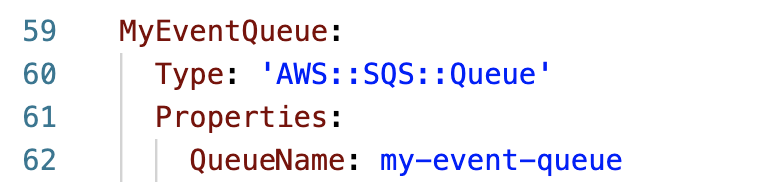 59 MyEventQueue:
60 Type: 'AWS::SQS::Queue'
61 Properties:
62 QueueName: my-event-queue